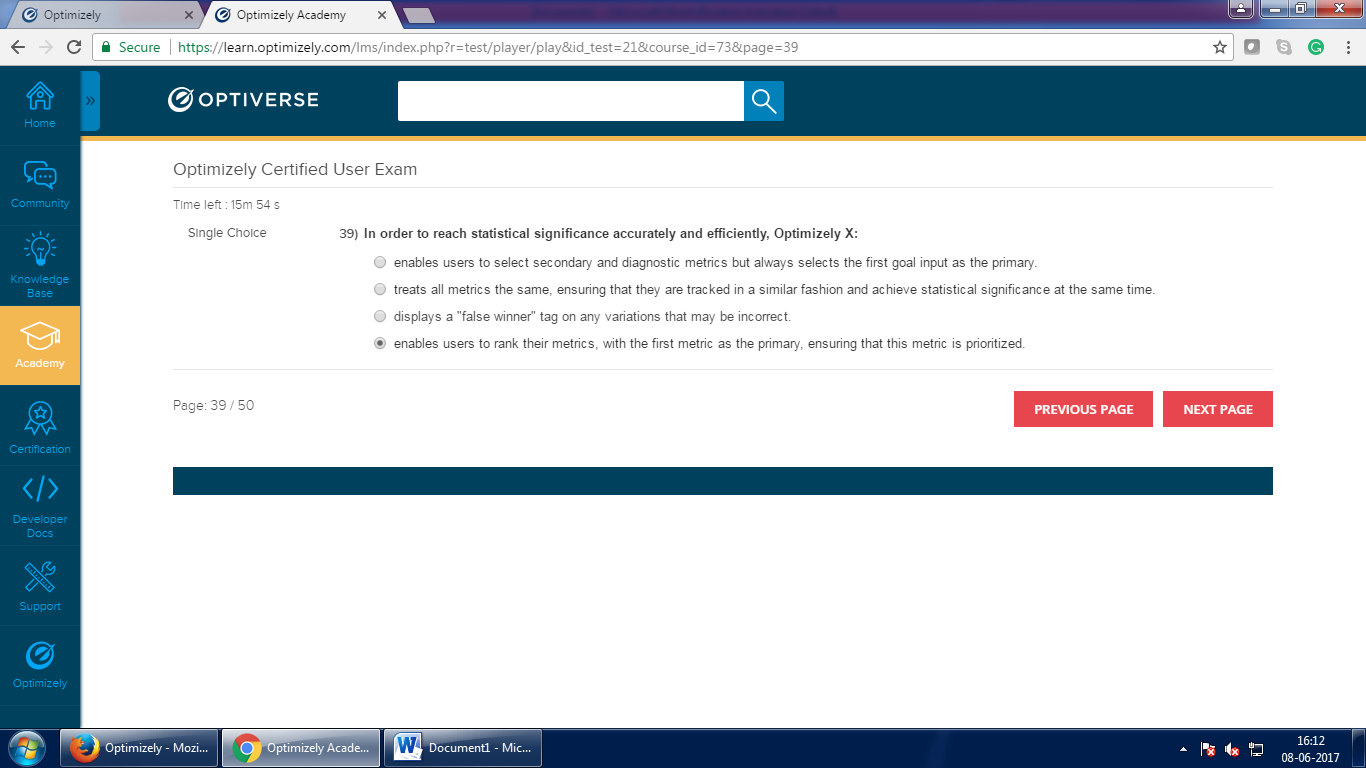 Optimizely
Optimizely Academy
Secure
https://learn.optimizely.com/lms/index.php?r=test/player/play&id_test=21&course_id=73&page=39
Home
Community
Knowledge
Base
Academy
Certification
Developer
Docs
Support
Optimizely
»
OPTIVERSE
Optimizely Certified User Exam
Time left : 15m 54 s
Single Choice
39) In order to reach statistical significance accurately and efficiently, Optimizely X:
enables users to select secondary and diagnostic metrics but always selects the first goal input as the primary.
treats all metrics the same, ensuring that they are tracked in a similar fashion and achieve statistical significance at the same time.
displays a "false winner" tag on any variations that may be incorrect.
enables users to rank their metrics, with the first metric as the primary, ensuring that this metric is prioritized.
Page: 39 / 50
PREVIOUS PAGE
NEXT PAGE
Optimizely - Mozi...
Optimizely Acade...
Document1 - Mic...
16:12
08-06-2017